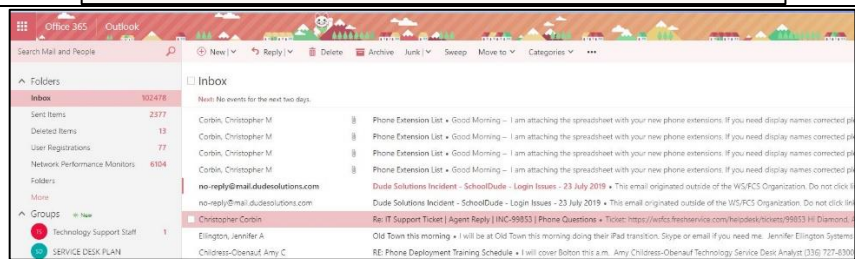 Office 365 Outlook
Search Mail and People New Reply Delete Archive Junk Sweep Move to Categories •••
Folders
Inbox 102478
Sent Items 2377
Deleted Items 13
User Registrations 77
Network Performance Monitors 6104
Folders
More
Groups + New
TS Technology Support Staff 1
SD SERVICE DESK PLAN
Inbox
Next: No events for the next two days.
Corbin, Christopher M Phone Extension List • Good Morning – I am attaching the spreadsheet with your new phone extensions. If you need display names corrected ple
Corbin, Christopher M Phone Extension List • Good Morning – I am attaching the spreadsheet with your new phone extensions. If you need display names corrected ple
Corbin, Christopher M Phone Extension List • Good Morning – I am attaching the spreadsheet with your new phone extensions. If you need display names corrected ple
Corbin, Christopher M Phone Extension List • Good Morning – I am attaching the spreadsheet with your new phone extensions. If you need display names corrected ple
no-reply@mail.dudesolutions.com Dude Solutions Incident - SchoolDude - Login Issues - 23 July 2019 • This email originated outside of the WS/FCS Organization. Do not click lin
no-reply@mail.dudesolutions.com Dude Solutions Incident - SchoolDude - Login Issues - 23 July 2019 • This email originated outside of the WS/FCS Organization. Do not click lin
Christopher Corbin Re: IT Support Ticket | Agent Reply | INC-99853 | Phone Questions • Ticket: https://wsfcs.freshservice.com/helpdesk/tickets/99853 Hi Diamond, A
Ellington, Jennifer A Old Town this morning • I will be at Old Town this morning doing their iPad transition. Skype or email if you need me. Jennifer Ellington Systems
Childress-Obenauf, Amy C RE: Phone Deployment Training Schedule • I will cover Bolton this a.m. Amy Childress-Obenauf Technology Service Desk Analyst (336) 727-8300